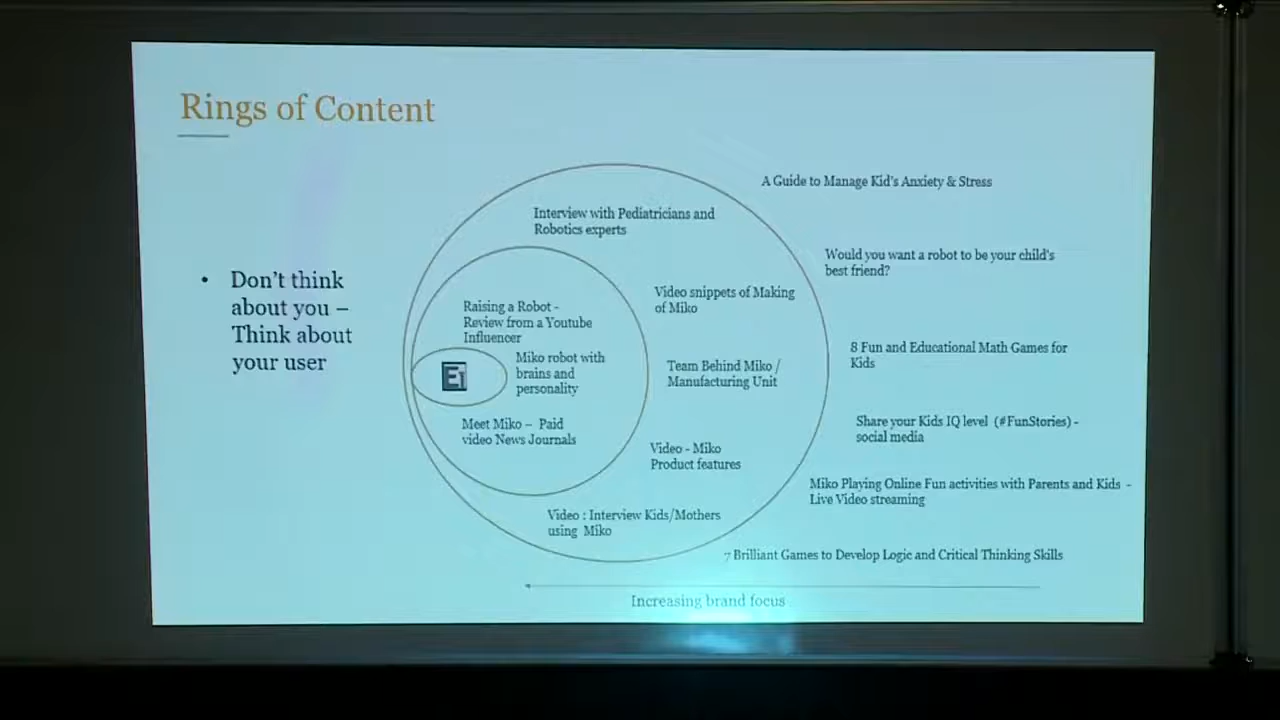 Rings of Content
• Don't think
about you –
Think about
your user
A Guide to Manage Kid's Anxiety & Stress
Interview with Pediatricians and
Robotics experts
Would you want a robot to be your child's
best friend?
Video snippets of Making
of Miko
Raising a Robot -
Review from a Youtube
Influencer
8 Fun and Educational Math Games for
Kids
Miko robot with
brains and
personality
Team Behind Miko /
Manufacturing Unit
Meet Miko – Paid
video News Journals
Share your Kids IQ level (#FunStories) -
social media
Video - Miko
Product features
Miko Playing Online Fun activities with Parents and Kids -
Live Video streaming
Video : Interview Kids/Mothers
using Miko
7 Brilliant Games to Develop Logic and Critical Thinking Skills
Increasing brand focus